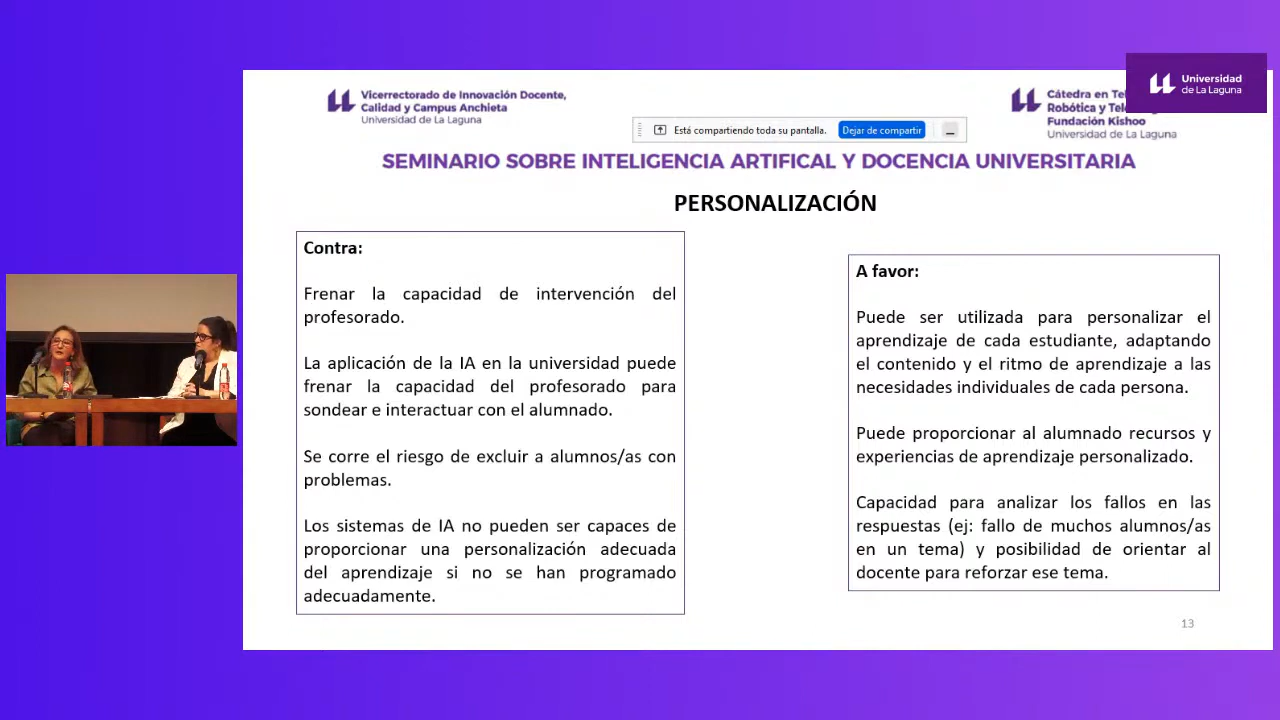 Vicerrectorado de Innovación Docente,
Calidad y Campus Anchieta
Universidad de La Laguna
Cátedra en Tel
Robótica y Tele
Fundación Kishoo
Universidad de La Laguna
Universidad
de La Laguna
Está compartiendo toda su pantalla. Dejar de compartir
SEMINARIO SOBRE INTELIGENCIA ARTIFICAL Y DOCENCIA UNIVERSITARIA
PERSONALIZACIÓN
Contra:
Frenar la capacidad de intervención del
profesorado.
La aplicación de la IA en la universidad puede
frenar la capacidad del profesorado para
sondear e interactuar con el alumnado.
Se corre el riesgo de excluir a alumnos/as con
problemas.
Los sistemas de IA no pueden ser capaces de
proporcionar una personalización adecuada
del aprendizaje si no se han programado
adecuadamente.
A favor:
Puede ser utilizada para personalizar el
aprendizaje de cada estudiante, adaptando
el contenido y el ritmo de aprendizaje a las
necesidades individuales de cada persona.
Puede proporcionar al alumnado recursos y
experiencias de aprendizaje personalizado.
Capacidad para analizar los fallos en las
respuestas (ej: fallo de muchos alumnos/as
en un tema) y posibilidad de orientar al
docente para reforzar ese tema.
13